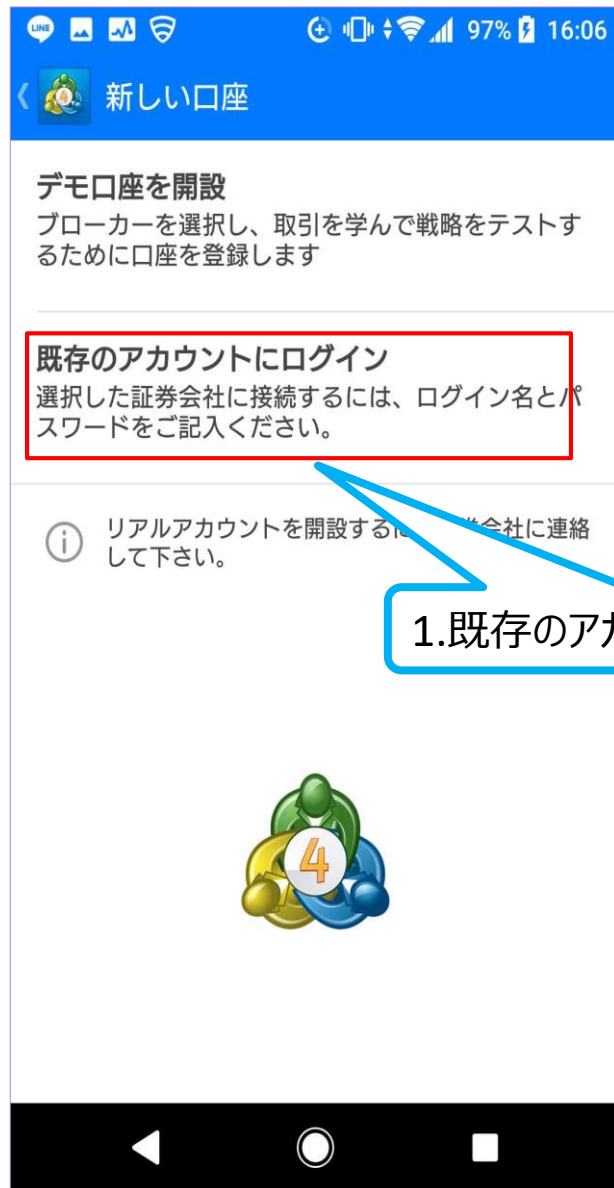 LINE 97% 16:06
新しい口座
デモ口座を開設
ブローカーを選択し、取引を学んで戦略をテストす
るために口座を登録します
既存のアカウントにログイン
選択した証券会社に接続するには、ログイン名とパ
スワードをご記入ください。
リアルアカウントを開設する 会社に連絡
して下さい。
1.既存のア
4